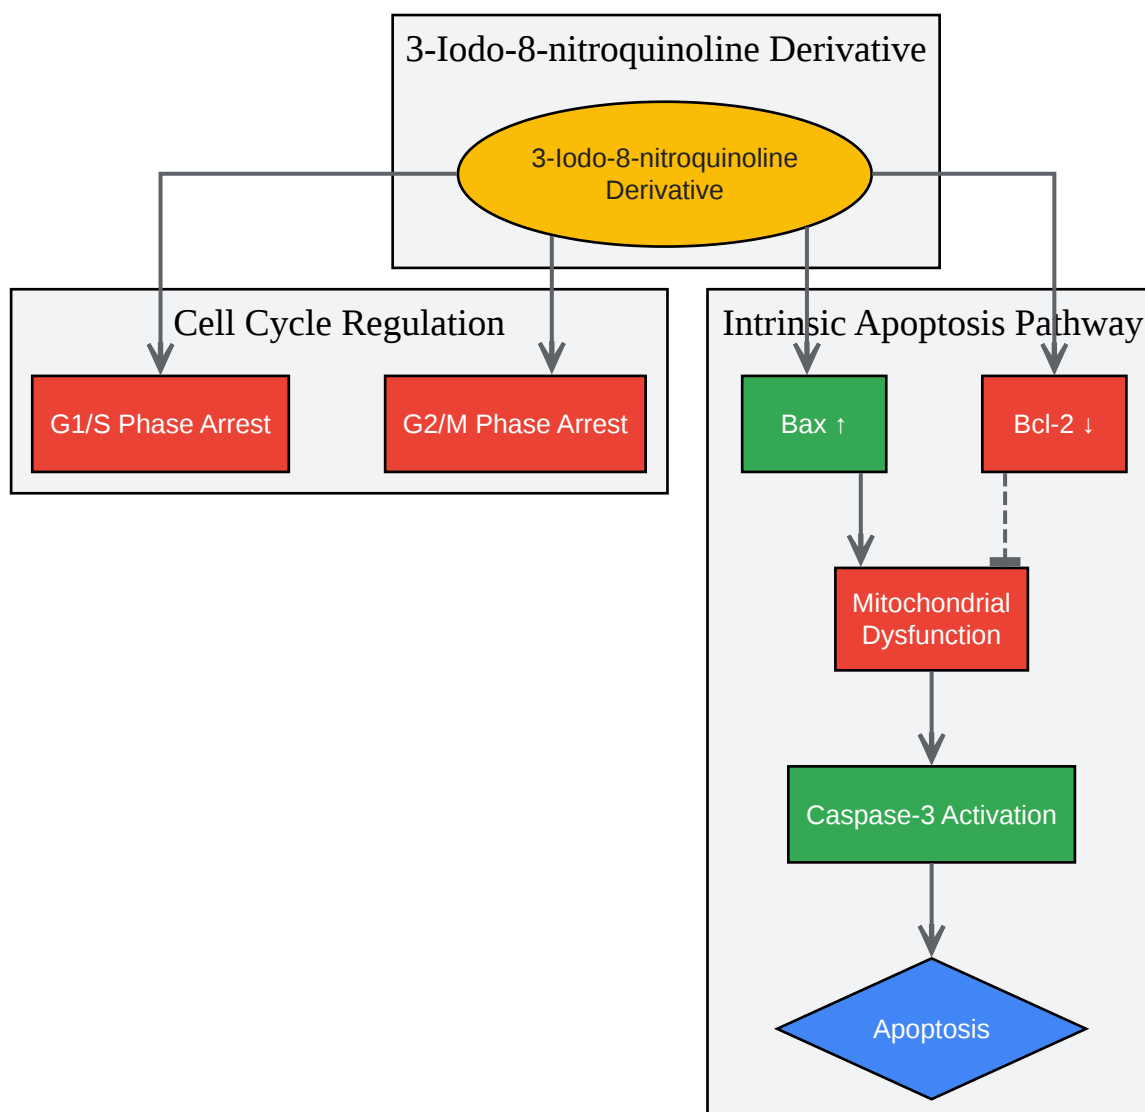 3-Iodo-8-nitroquinoline Derivative
3-Iodo-8-nitroquinoline
Derivative
Cell Cycle Regulation
G1/S Phase Arrest
G2/M Phase Arrest
Intrinsic Apoptosis Pathway
Bax ↑
Bcl-2 ↓
Mitochondrial
Dysfunction
Caspase-3 Activation
Apoptosis